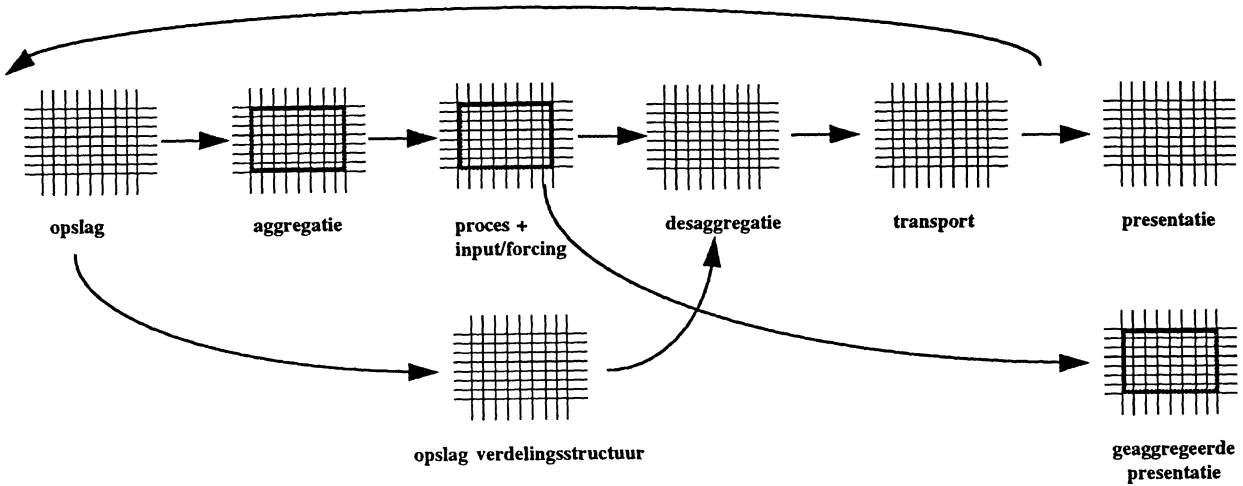 opslag
aggregatie
proces +
input/forcing
desaggregatie
transport
presentatie
opslag verdelingsstructuur
geaggregeerde
presentatie